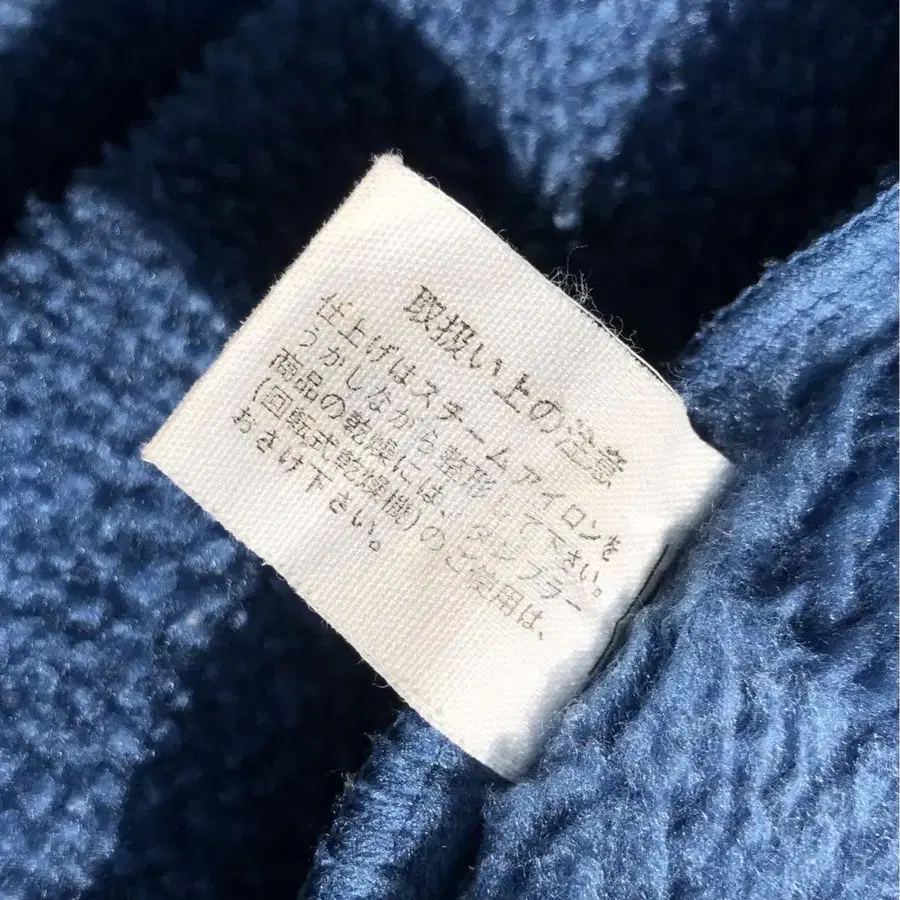 取扱い上の注意
仕上げはスチームアイロンを
うかしながら整形して下さい。
商品の乾燥には、タンブラー
(回転式乾燥機)のご使用は、
おさけ下さい。